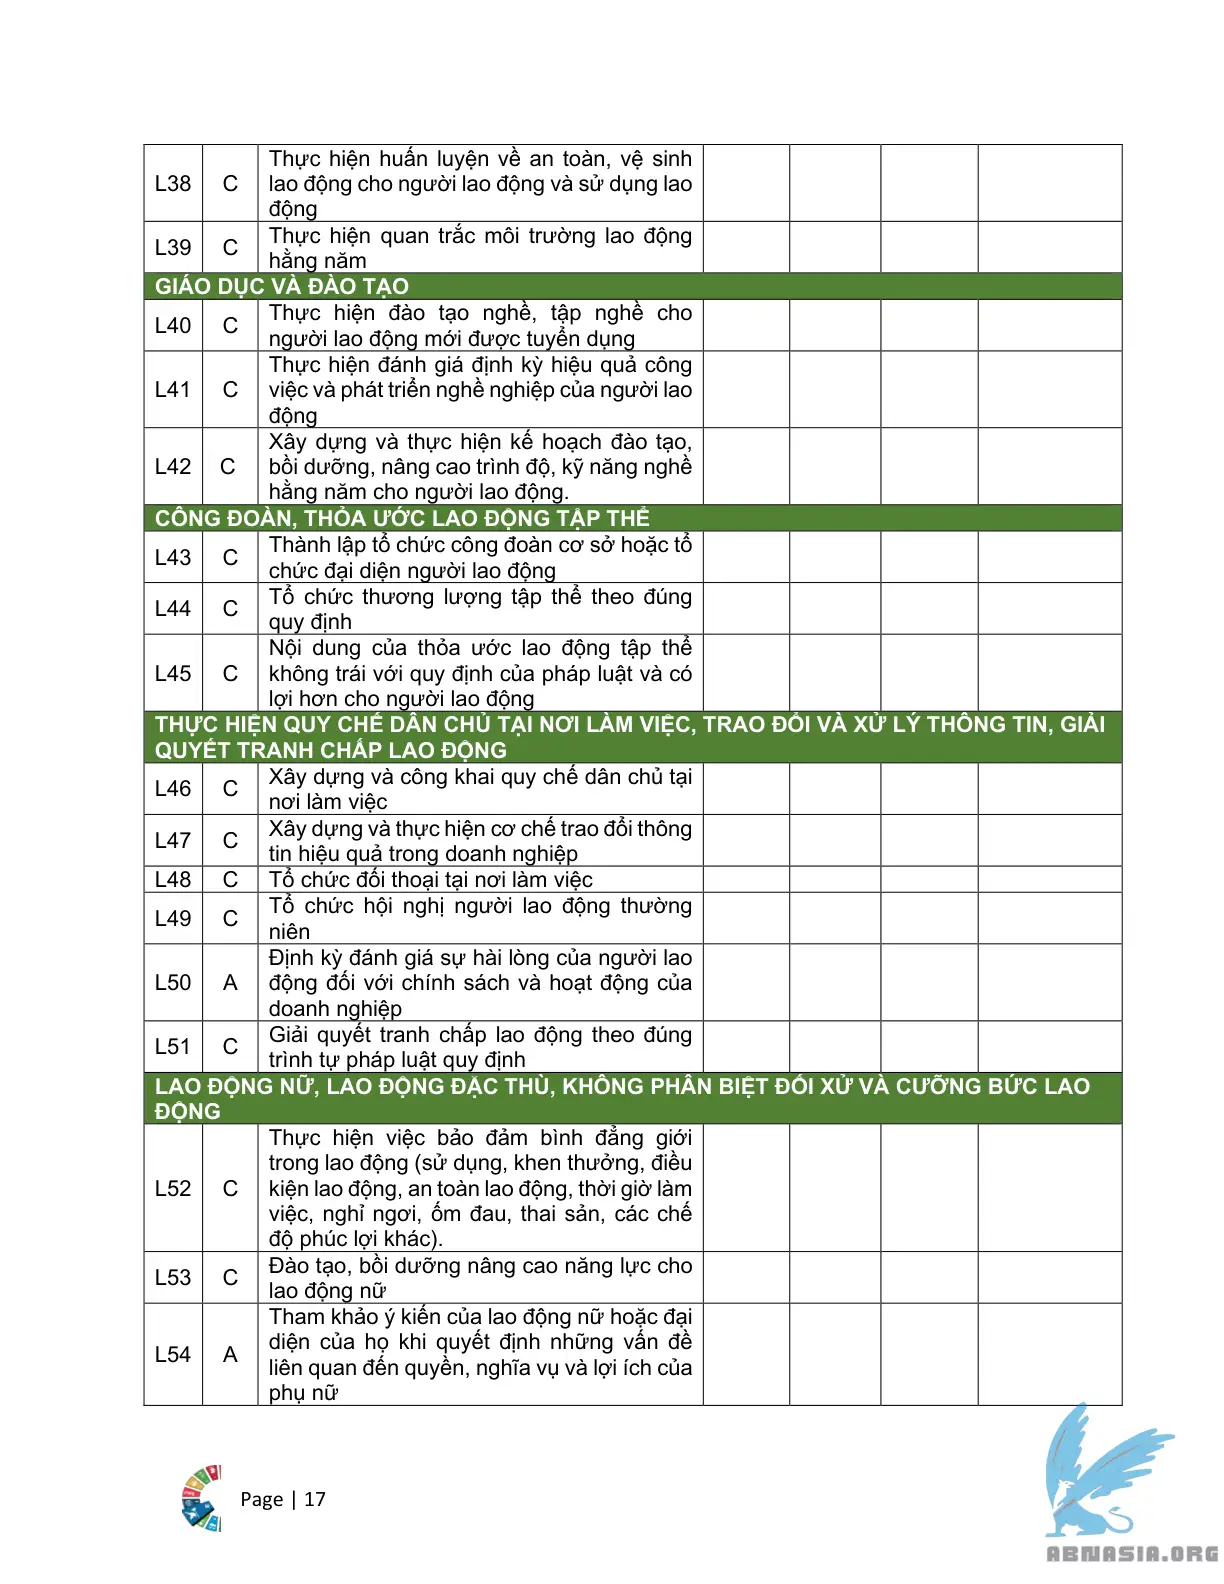 L38 C Thực hiện huấn luyện về an toàn, vệ sinh
lao động cho người lao động và sử dụng lao
động
L39 C Thực hiện quan trắc môi trường lao động
hằng năm
GIÁO DỤC VÀ ĐÀO TẠO
L40 C Thực hiện đào tạo nghề, tập nghề cho
người lao động mới được tuyển dụng
L41 C Thực hiện đánh giá định kỳ hiệu quả công
việc và phát triển nghề nghiệp của người lao
động
L42 C Xây dựng và thực hiện kế hoạch đào tạo,
bồi dưỡng, nâng cao trình độ, kỹ năng nghề
hằng năm cho người lao động.
CÔNG ĐOÀN, THỎA ƯỚC LAO ĐỘNG TẬP THỂ
L43 C Thành lập tổ chức công đoàn cơ sở hoặc tổ
chức đại diện người lao động
L44 C Tổ chức thương lượng tập thể theo đúng
quy định
L45 C Nội dung của thỏa ước lao động tập thể
không trái với quy định của pháp luật và có
lợi hơn cho người lao động
THỰC HIỆN QUY CHẾ DÂN CHỦ TẠI NƠI LÀM VIỆC, TRAO ĐỔI VÀ XỬ LÝ THÔNG TIN, GIẢI
QUYẾT TRANH CHẤP LAO ĐỘNG
L46 C Xây dựng và công khai quy chế dân chủ tại
nơi làm việc
L47 C Xây dựng và thực hiện cơ chế trao đổi thông
tin hiệu quả trong doanh nghiệp
L48 C Tổ chức đối thoại tại nơi làm việc
L49 C Tổ chức hội nghị người lao động thường
niên
L50 A Định kỳ đánh giá sự hài lòng của người lao
động đối với chính sách và hoạt động của
doanh nghiệp
L51 C Giải quyết tranh chấp lao động theo đúng
trình tự pháp luật quy định
LAO ĐỘNG NỮ, LAO ĐỘNG ĐẶC THÙ, KHÔNG PHÂN BIỆT ĐỐI XỬ VÀ CƯỠNG BỨC LAO
ĐỘNG
L52 C Thực hiện việc bảo đảm bình đẳng giới
trong lao động (sử dụng, khen thưởng, điều
kiện lao động, an toàn lao động, thời giờ làm
việc, nghỉ ngơi, ốm đau, thai sản, các chế
độ phúc lợi khác).
L53 C Đào tạo, bồi dưỡng nâng cao năng lực cho
lao động nữ
L54 A Tham khảo ý kiến của lao động nữ hoặc đại
diện của họ khi quyết định những vấn đề
liên quan đến quyền, nghĩa vụ và lợi ích của
phụ nữ
Page | 17
ABNASIA.ORG